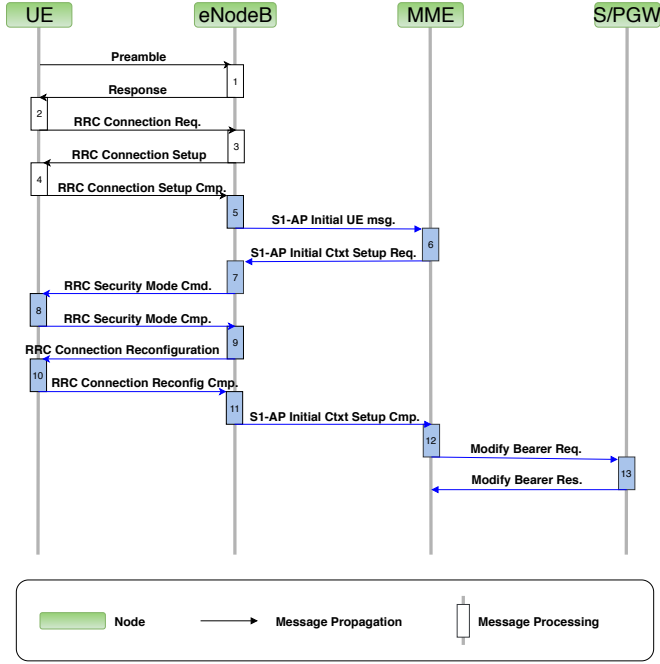 UE eNodeB MME S/PGW
Preamble
1
Response
2
RRC Connection Req.
3
RRC Connection Setup
4
RRC Connection Setup Cmp.
5
S1-AP Initial UE msg.
6
S1-AP Initial Ctxt Setup Req.
7
RRC Security Mode Cmd.
8
RRC Security Mode Cmp.
9
RRC Connection Reconfiguration
10
RRC Connection Reconfig Cmp.
11
S1-AP Initial Ctxt Setup Cmp.
12
Modify Bearer Req.
13
Modify Bearer Res.
Node Message Propagation Message Processing